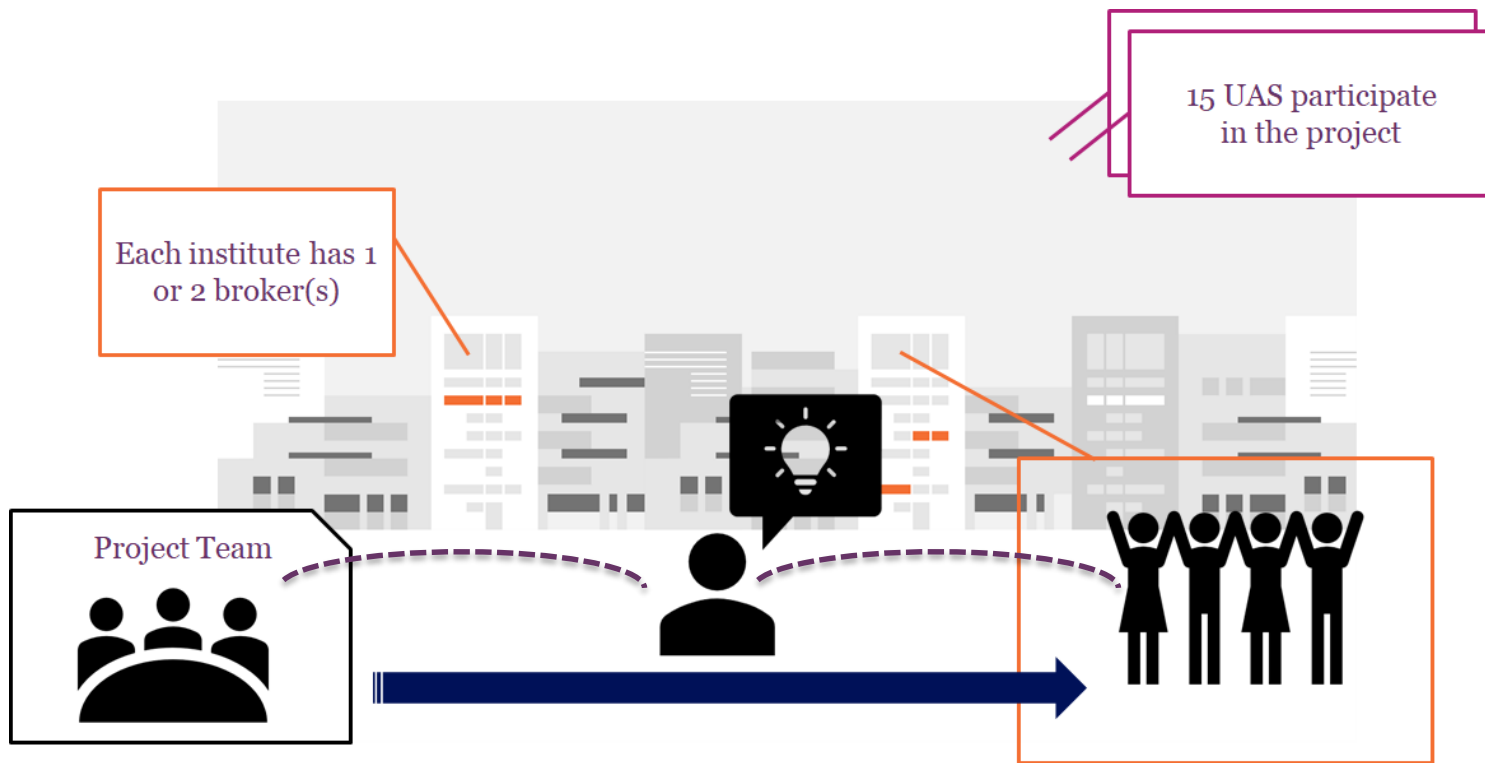 15 UAS participate
in the project
Each institute has 1
or 2 broker(s)
Project Team